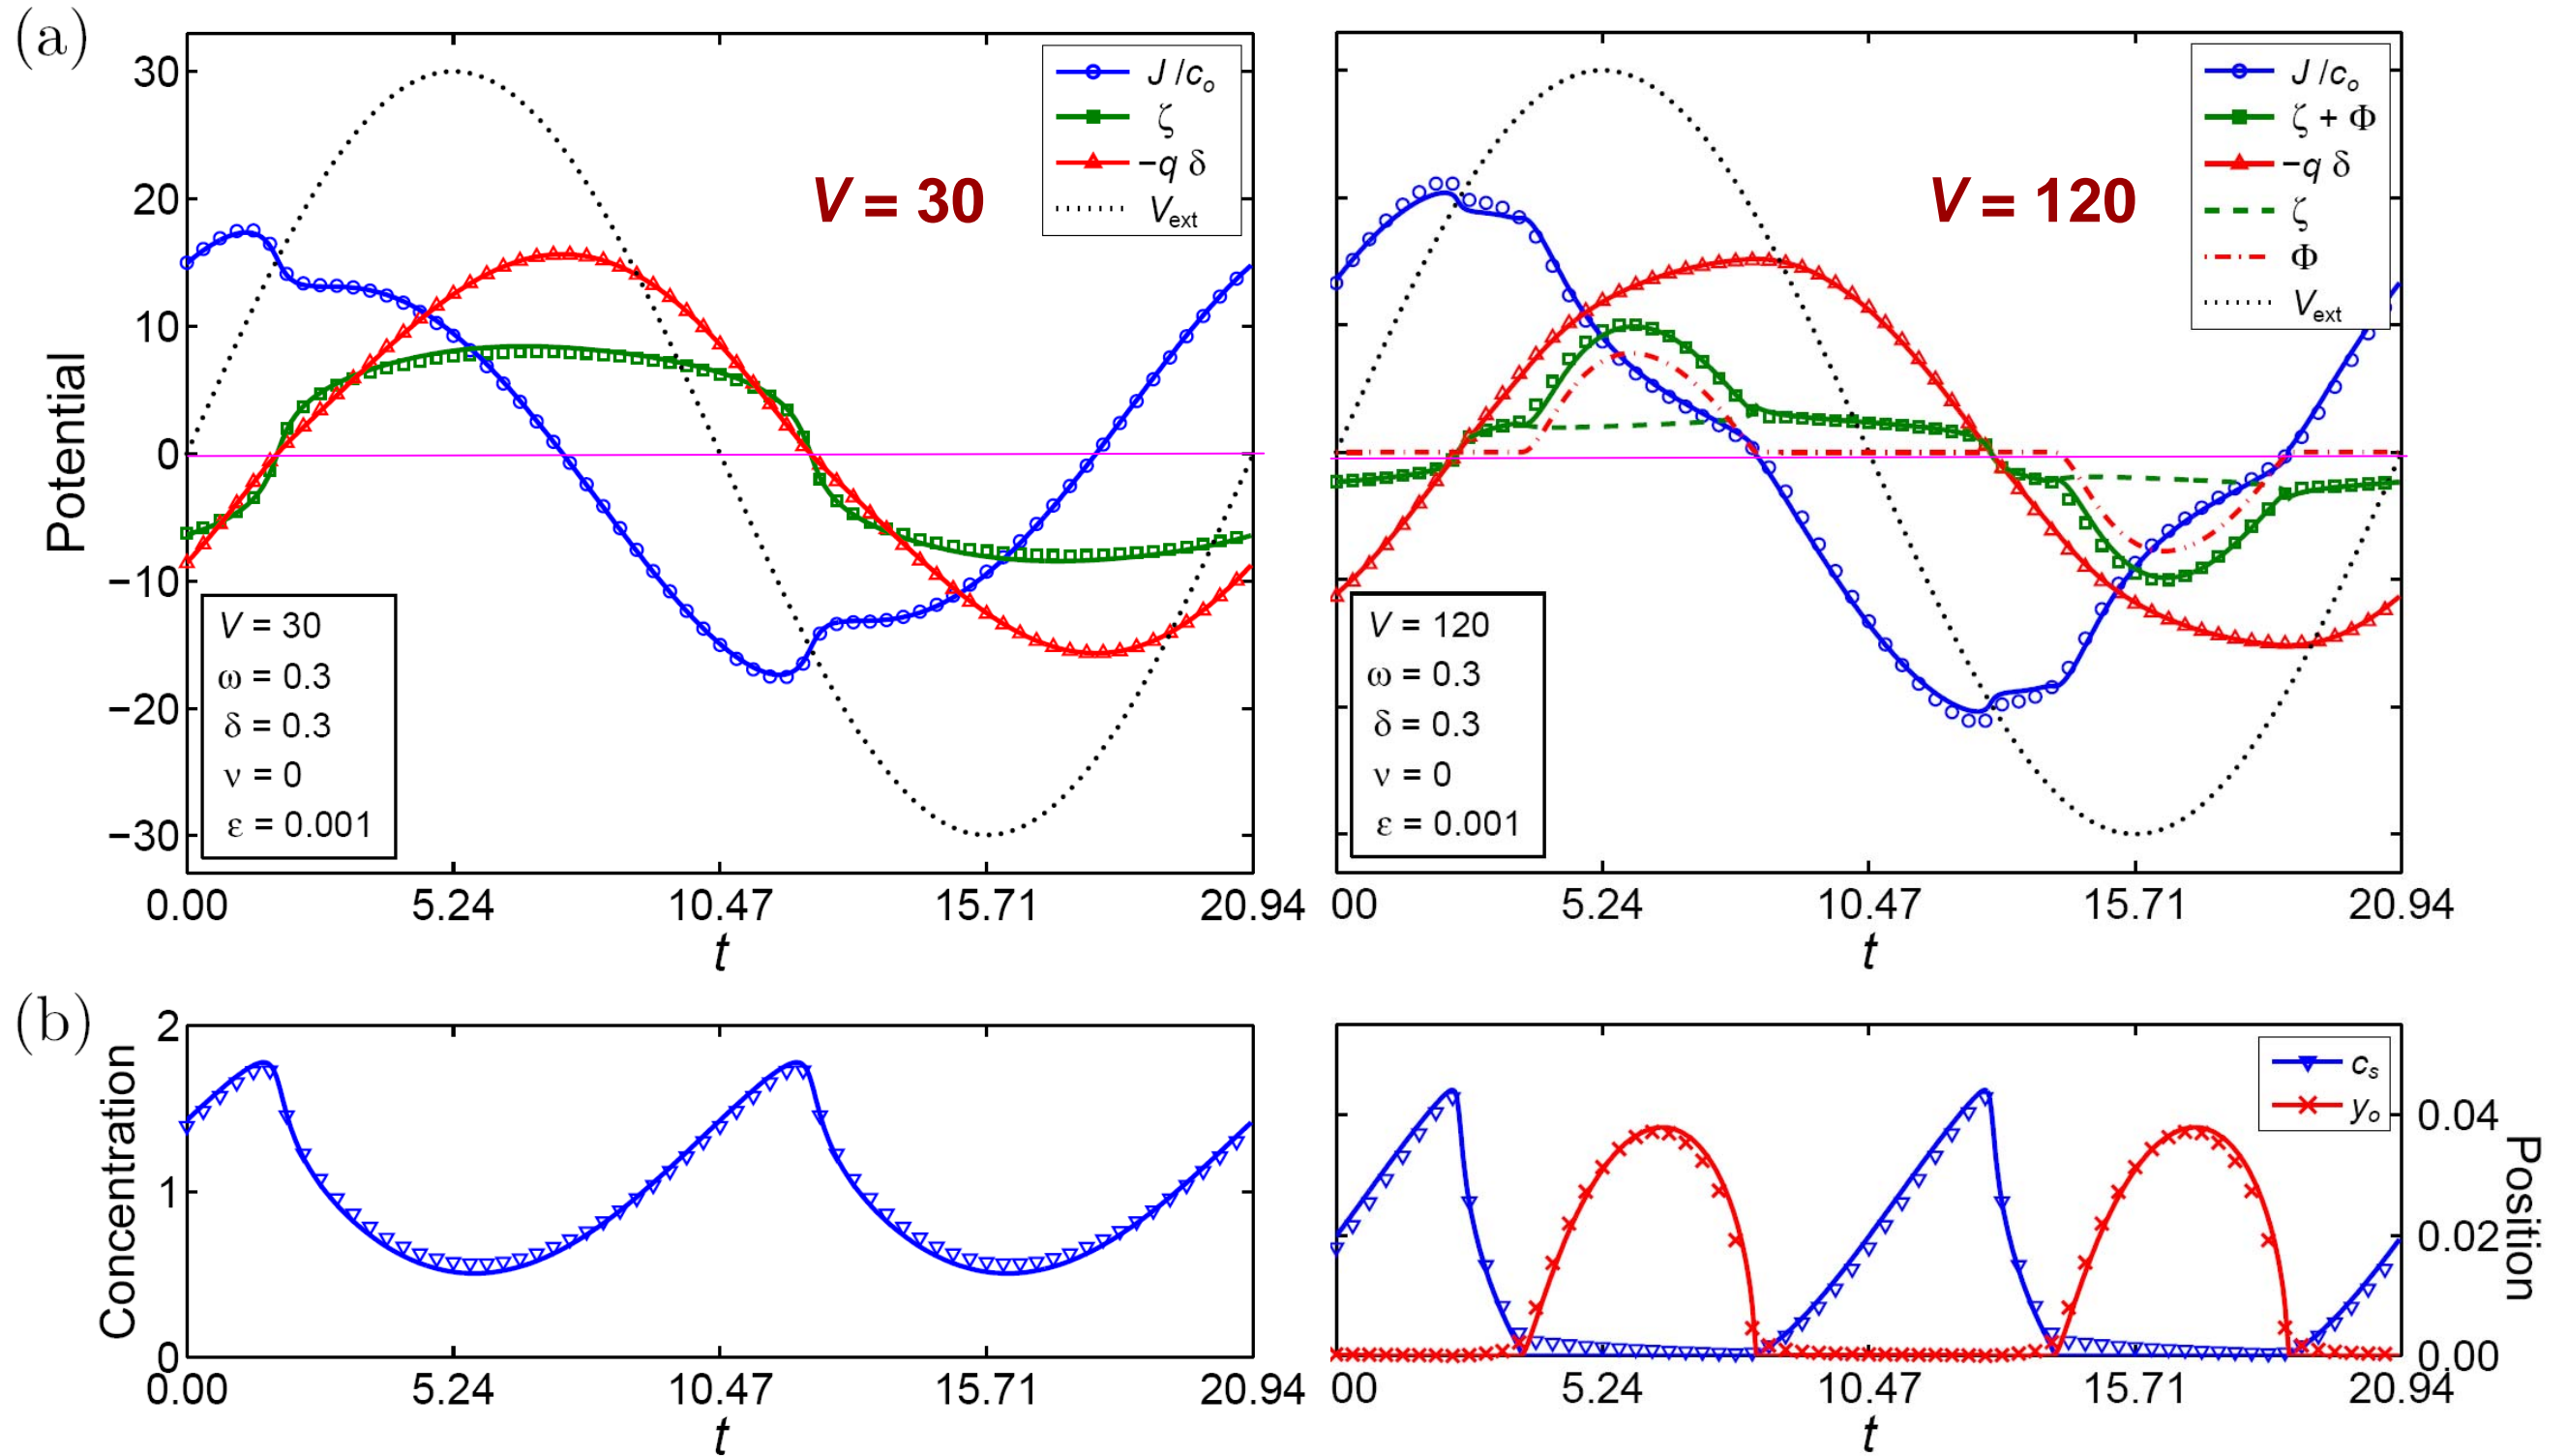 (a)
Potential
30
20
10
0
−10
−20
−30
J /cₒ
ζ
−q δ
V_ext
V = 30
V = 30
ω = 0.3
δ = 0.3
ν = 0
ε = 0.001
0.00 5.24 10.47 15.71 20.94
t
J /cₒ
ζ + Φ
−q δ
ζ
Φ
V_ext
V = 120
V = 120
ω = 0.3
δ = 0.3
ν = 0
ε = 0.001
00 5.24 10.47 15.71 20.94
t
(b)
Concentration
2
1
0
0.00 5.24 10.47 15.71 20.94
t
cₛ
yₒ
0.04
0.02
0.00
Position
00 5.24 10.47 15.71 20.94
t